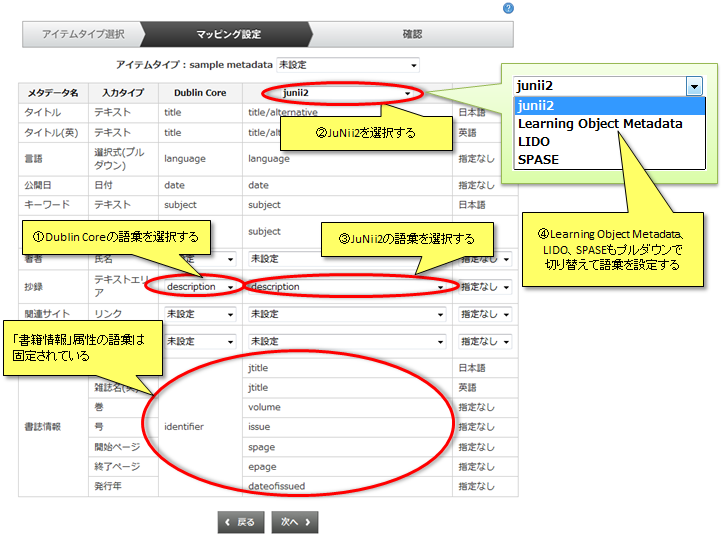 ?
アイテムタイプ選択 マッピング設定 確認
アイテムタイプ : sample metadata 未設定
メタデータ名 入力タイプ Dublin Core junii2
タイトル テキスト title title/alternative 日本語
タイトル(英) テキスト title title/al 英語
言語 選択式(プルダウン) language language 指定なし
公開日 日付 date date 指定なし
キーワード テキスト subject subject 日本語
subject
著者 氏名 未設定 指定なし
抄録 テキストエリア description description 指定なし
関連サイト リンク 未設定 未設定 指定なし
未設定 未設定 指定なし
書誌情報 identifier
jtitle 日本語
雑誌名(英) jtitle 英語
巻 volume 指定なし
号 issue 指定なし
開始ページ spage 指定なし
終了ページ epage 指定なし
発行年 dateofissued 指定なし
戻る 次へ
①Dublin Coreの語彙を選択する
②JuNii2を選択する
③JuNii2の語彙を選択する
junii2
junii2
Learning Object Metadata
LIDO
SPASE
④Learning Object Metadata、
LIDO、SPASEもプルダウンで
切り替えて語彙を設定する
「書籍情報」属性の語彙は
固定されている